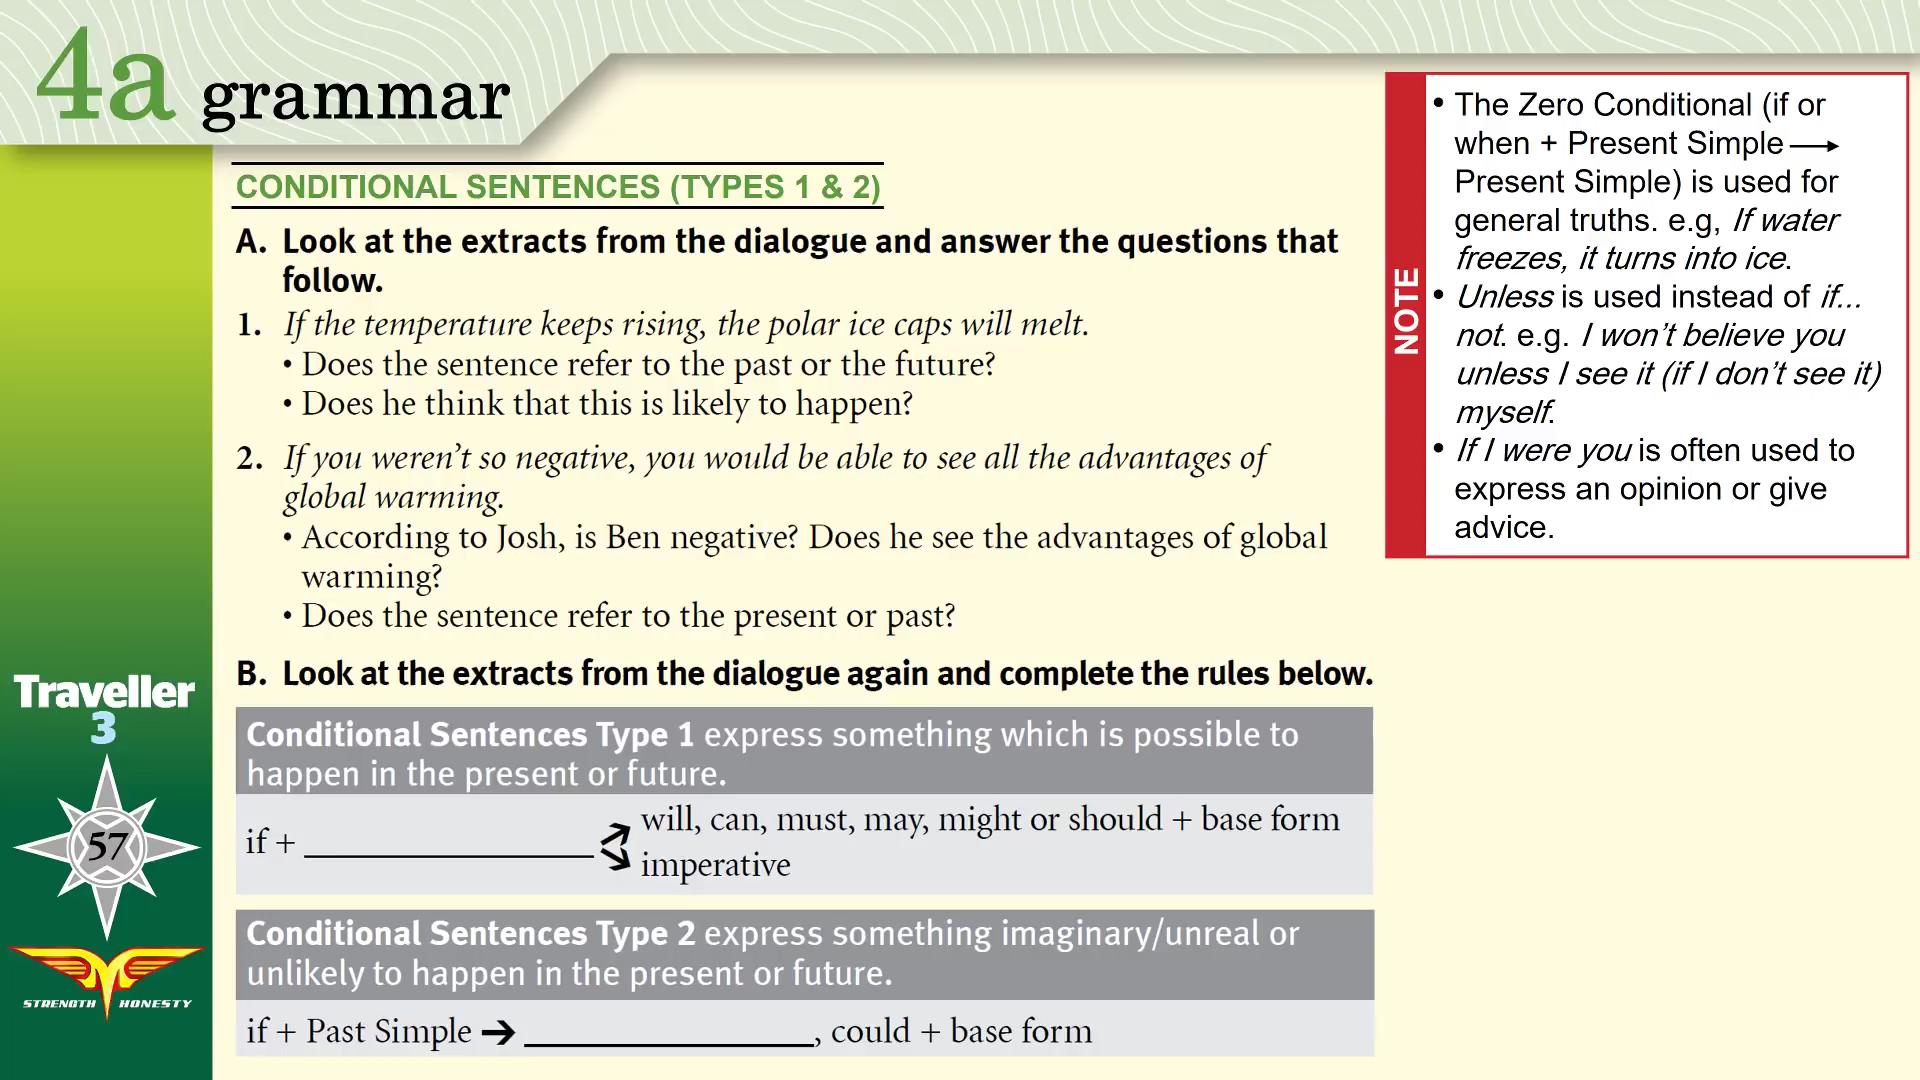 4a grammar
CONDITIONAL SENTENCES (TYPES 1 & 2)
A. Look at the extracts from the dialogue and answer the questions that
follow.
1. If the temperature keeps rising, the polar ice caps will melt.
• Does the sentence refer to the past or the future?
• Does he think that this is likely to happen?
2. If you weren't so negative, you would be able to see all the advantages of
global warming.
• According to Josh, is Ben negative? Does he see the advantages of global
warming?
• Does the sentence refer to the present or past?
B. Look at the extracts from the dialogue again and complete the rules below.
Conditional Sentences Type 1 express something which is possible to
happen in the present or future.
if + ________________
will, can, must, may, might or should + base form
imperative
Conditional Sentences Type 2 express something imaginary/unreal or
unlikely to happen in the present or future.
if + Past Simple ➔ ________________, could + base form
NOTE
• The Zero Conditional (if or
when + Present Simple ⟶
Present Simple) is used for
general truths. e.g, If water
freezes, it turns into ice.
• Unless is used instead of if...
not. e.g. I won't believe you
unless I see it (if I don't see it)
myself.
• If I were you is often used to
express an opinion or give
advice.
Traveller
3
57
STRENGTH HONESTY